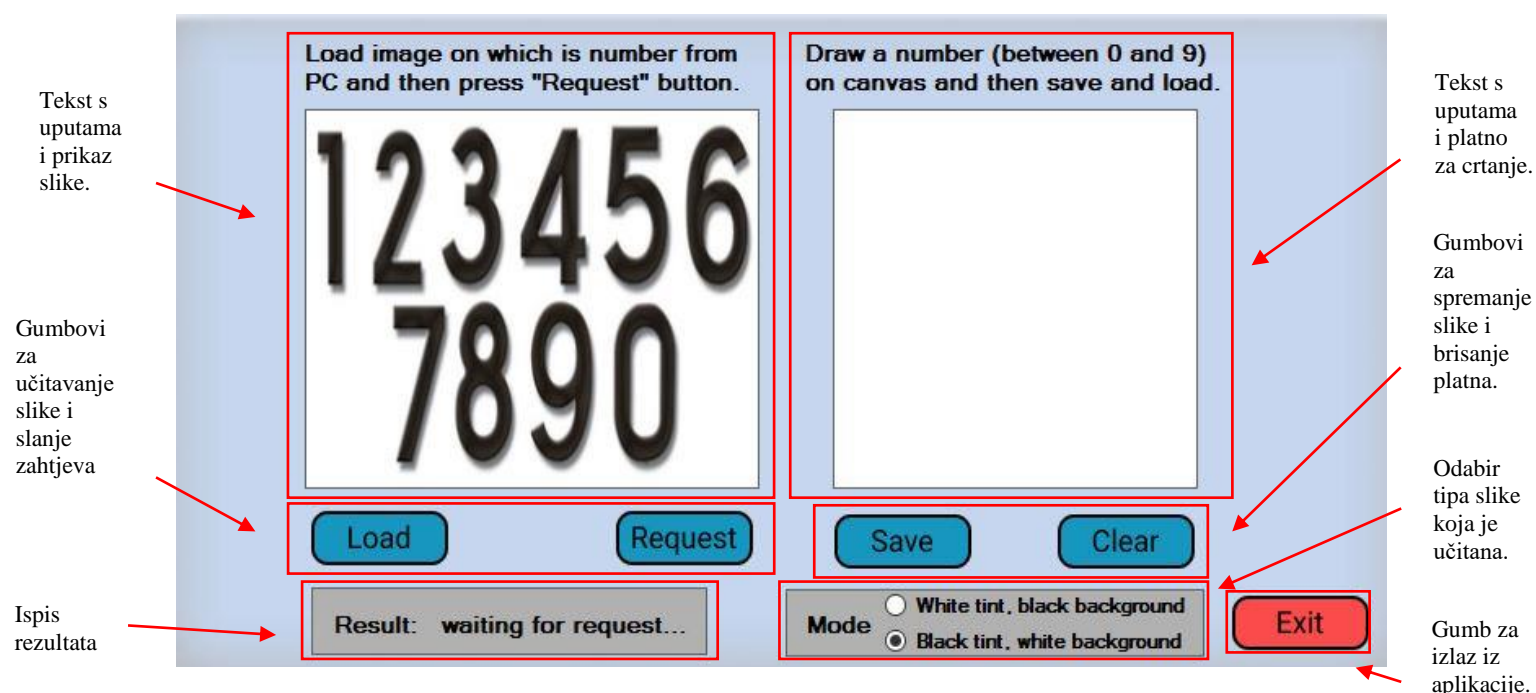 Load image on which is number from
PC and then press "Request" button.
Draw a number (between 0 and 9)
on canvas and then save and load.
Tekst s
uputama
i prikaz
slike.
123456
7890
Tekst s
uputama
i platno
za crtanje.
Gumbovi
za
spremanje
slike i
brisanje
platna.
Gumbovi
za
učitavanje
slike i
slanje
zahtjeva
Load
Request
Save
Clear
Odabir
tipa slike
koja je
učitana.
Ispis
rezultata
Result: waiting for request...
Mode
White tint, black background
Black tint, white background
Exit
Gumb za
izlaz iz
aplikacije.